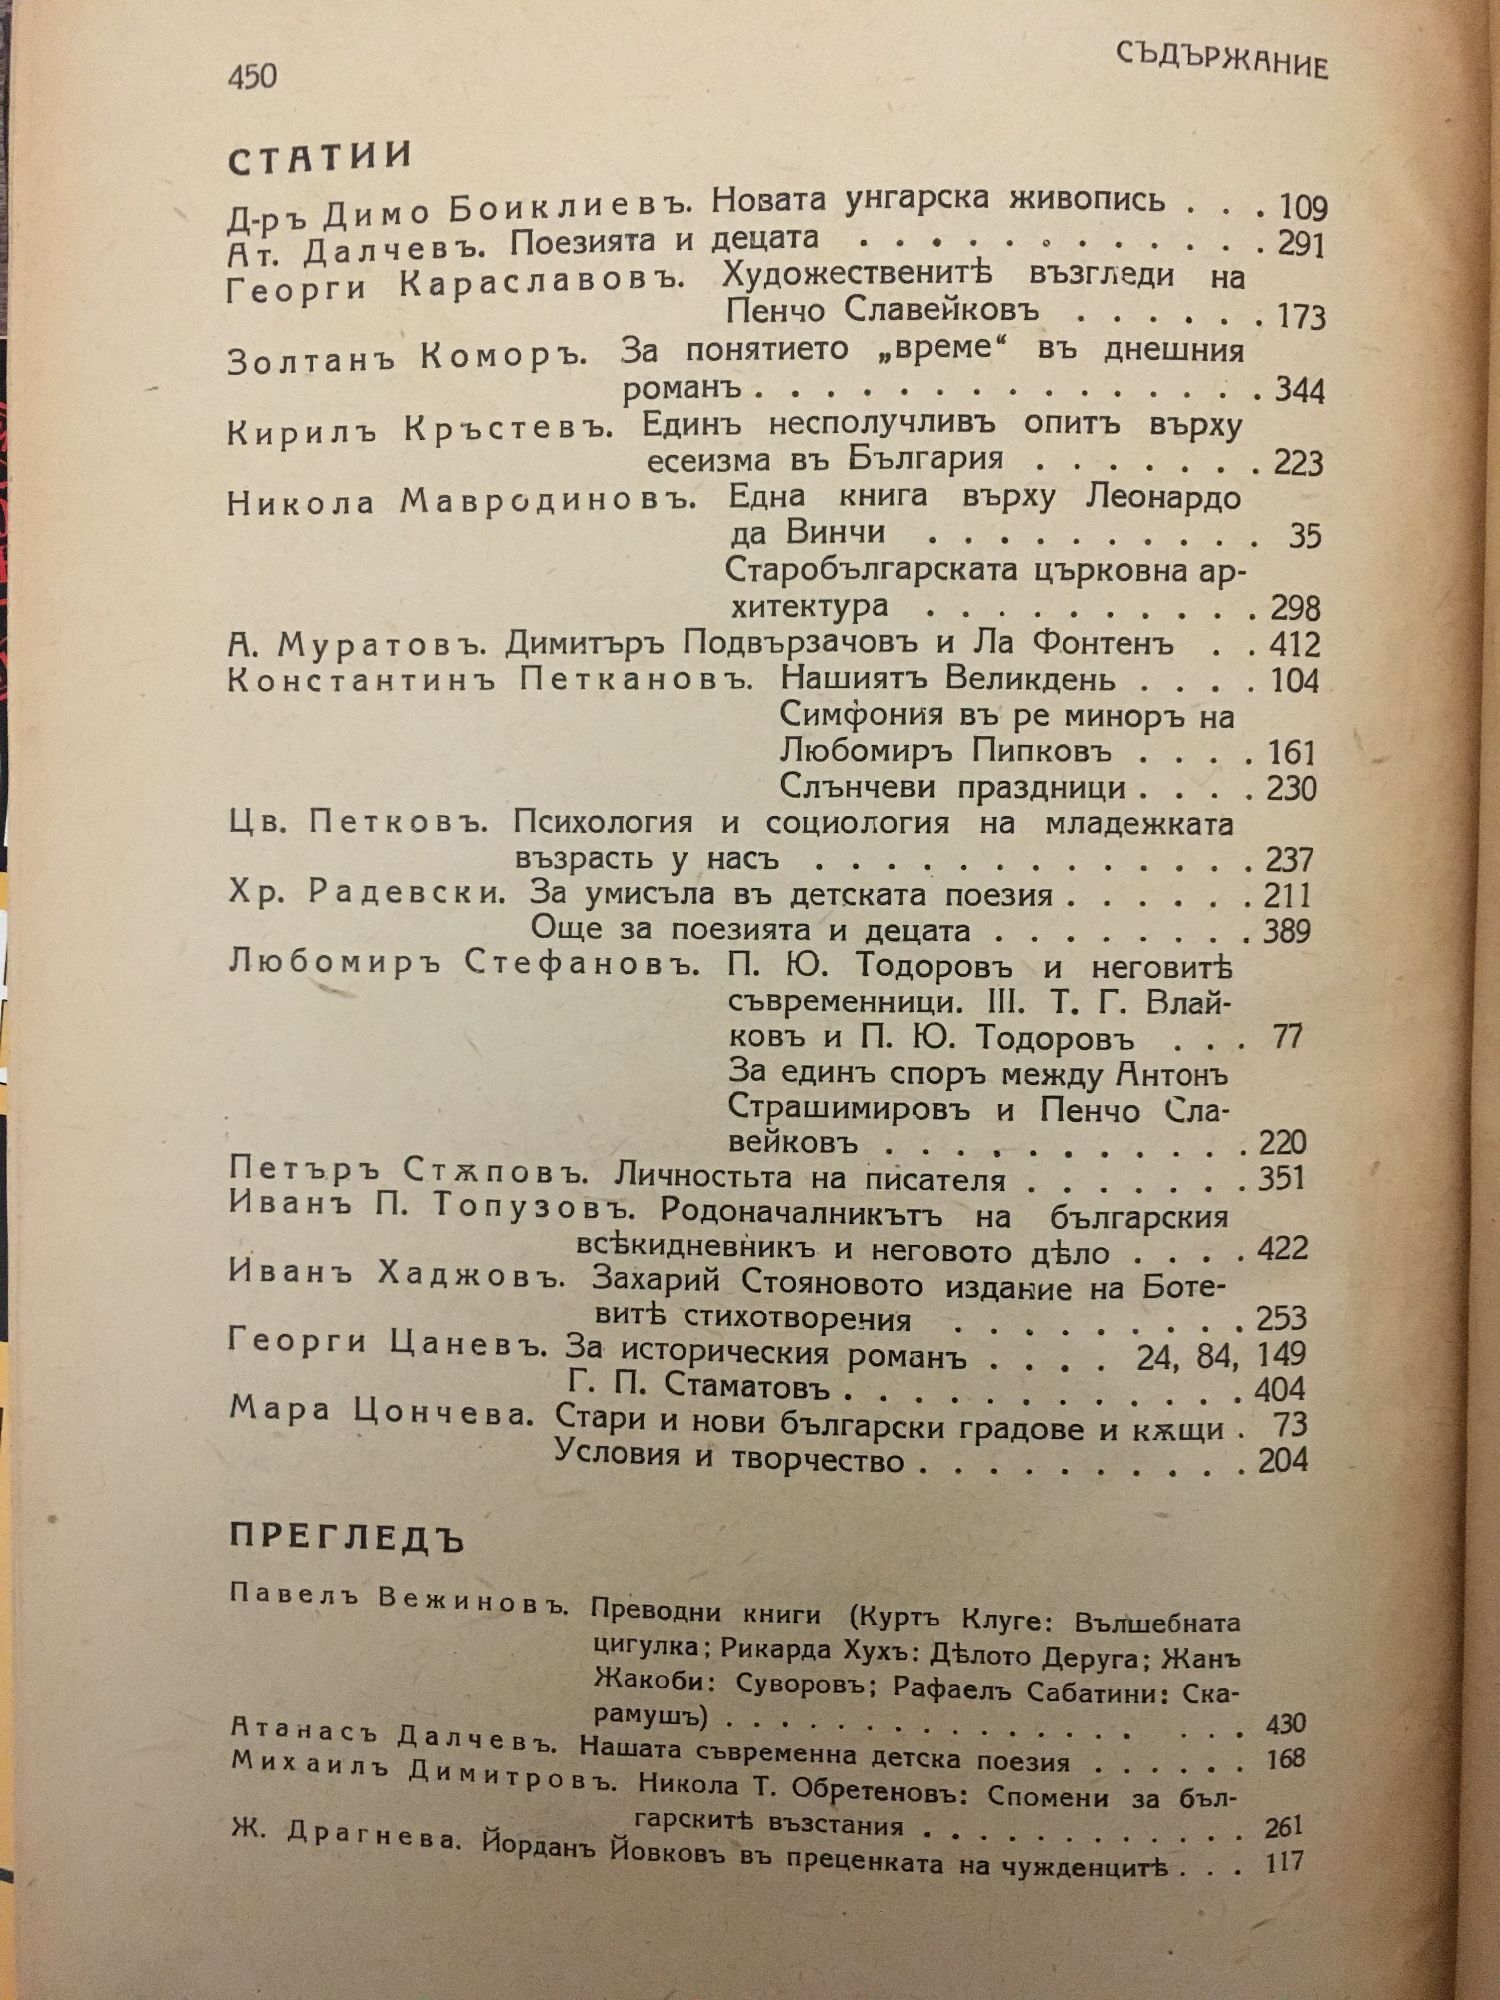 450
СЪДЪРЖАНИЕ
СТАТИИ
Д-ръ Димо Боиклиевъ. Новата унгарска живопись . . . 109
Ат. Далчевъ. Поезията и децата . . . . . . . . . . . . 291
Георги Караславовъ. Художественитѣ възгледи на
Пенчо Славейковъ . . . . . . 173
Золтанъ Коморъ. За понятието „време“ въ днешния
романъ . . . . . . . . . . . . . . . 344
Кирилъ Кръстевъ. Единъ несполучливъ опитъ върху
есеизма въ България . . . . . . . 223
Никола Мавродиновъ. Една книга върху Леонардо
да Винчи . . . . . . . . . . 35
Старобългарската църковна ар-
хитектура . . . . . . . . . . 298
А. Муратовъ. Димитъръ Подвързачовъ и Ла Фонтенъ . . 412
Константинъ Петкановъ. Нашиятъ Великдень . . . . 104
Симфония въ ре миноръ на
Любомиръ Пипковъ . . . . 161
Слънчеви праздници . . . . 230
Цв. Петковъ. Психология и социология на младежката
възрасть у насъ . . . . . . . . . . . . . 237
Хр. Радевски. За умисъла въ детската поезия . . . . . . 211
Още за поезията и децата . . . . . . . . 389
Любомиръ Стефановъ. П. Ю. Тодоровъ и неговитѣ
съвременници. III. Т. Г. Влай-
ковъ и П. Ю. Тодоровъ . . . 77
За единъ споръ между Антонъ
Страшимировъ и Пенчо Сла-
вейковъ . . . . . . . . . . . 220
Петъръ Стѫповъ. Личностьта на писателя . . . . . . . 351
Иванъ П. Топузовъ. Родоначалникътъ на българския
всѣкидневникъ и неговото дѣло . . . . 422
Иванъ Хаджовъ. Захарий Стояновото издание на Боте-
витѣ стихотворения . . . . . . . . . 253
Георги Цаневъ. За историческия романъ . . . . 24, 84, 149
Г. П. Стаматовъ . . . . . . . . . . . . 404
Мара Цончева. Стари и нови български градове и кѫщи . 73
Условия и творчество . . . . . . . . . . 204
ПРЕГЛЕДЪ
Павелъ Вежиновъ. Преводни книги (Куртъ Клуге: Вълшебната
цигулка; Рикарда Хухъ: Дѣлото Деруга; Жанъ
Жакоби: Суворовъ; Рафаелъ Сабатини: Ска-
рамушъ) . . . . . . . . . . . . . . . . . 430
Атанасъ Далчевъ. Нашата съвременна детска поезия . . . . . . 168
Михаилъ Димитровъ. Никола Т. Обретеновъ: Спомени за бъл-
гарскитѣ възстания . . . . . . . . . . . . 261
Ж. Драгнева. Йорданъ Йовковъ въ преценката на чужденцитѣ . . . 117